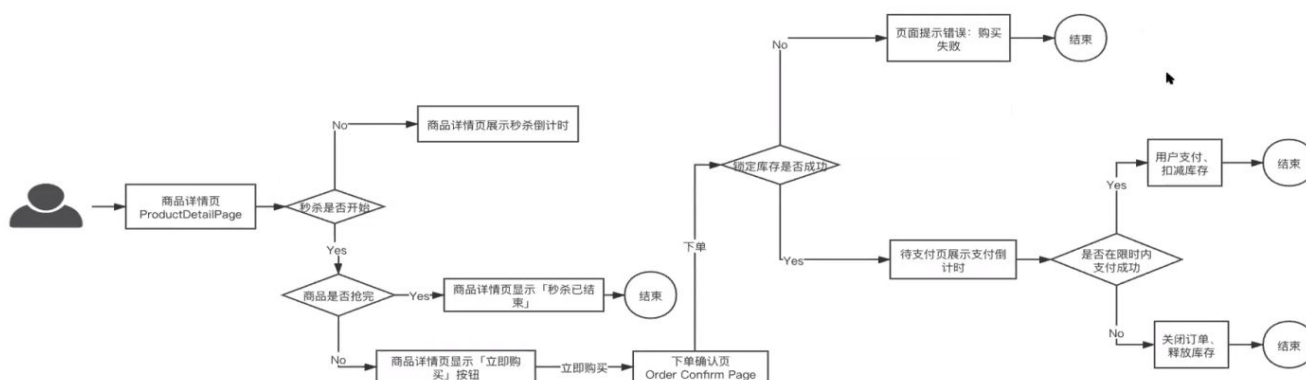 商品详情页
ProductDetailPage
秒杀是否开始
No
商品详情页展示秒杀倒计时
Yes
商品是否抢完
Yes
商品详情页显示「秒杀已结
束」
结束
No
商品详情页显示「立即购
买」按钮
立即购买
下单确认页
Order Confirm Page
下单
锁定库存是否成功
No
页面提示错误：购买
失败
结束
Yes
待支付页展示支付倒
计时
是否在限时内
支付成功
Yes
用户支付、
扣减库存
结束
No
关闭订单、
释放库存
结束